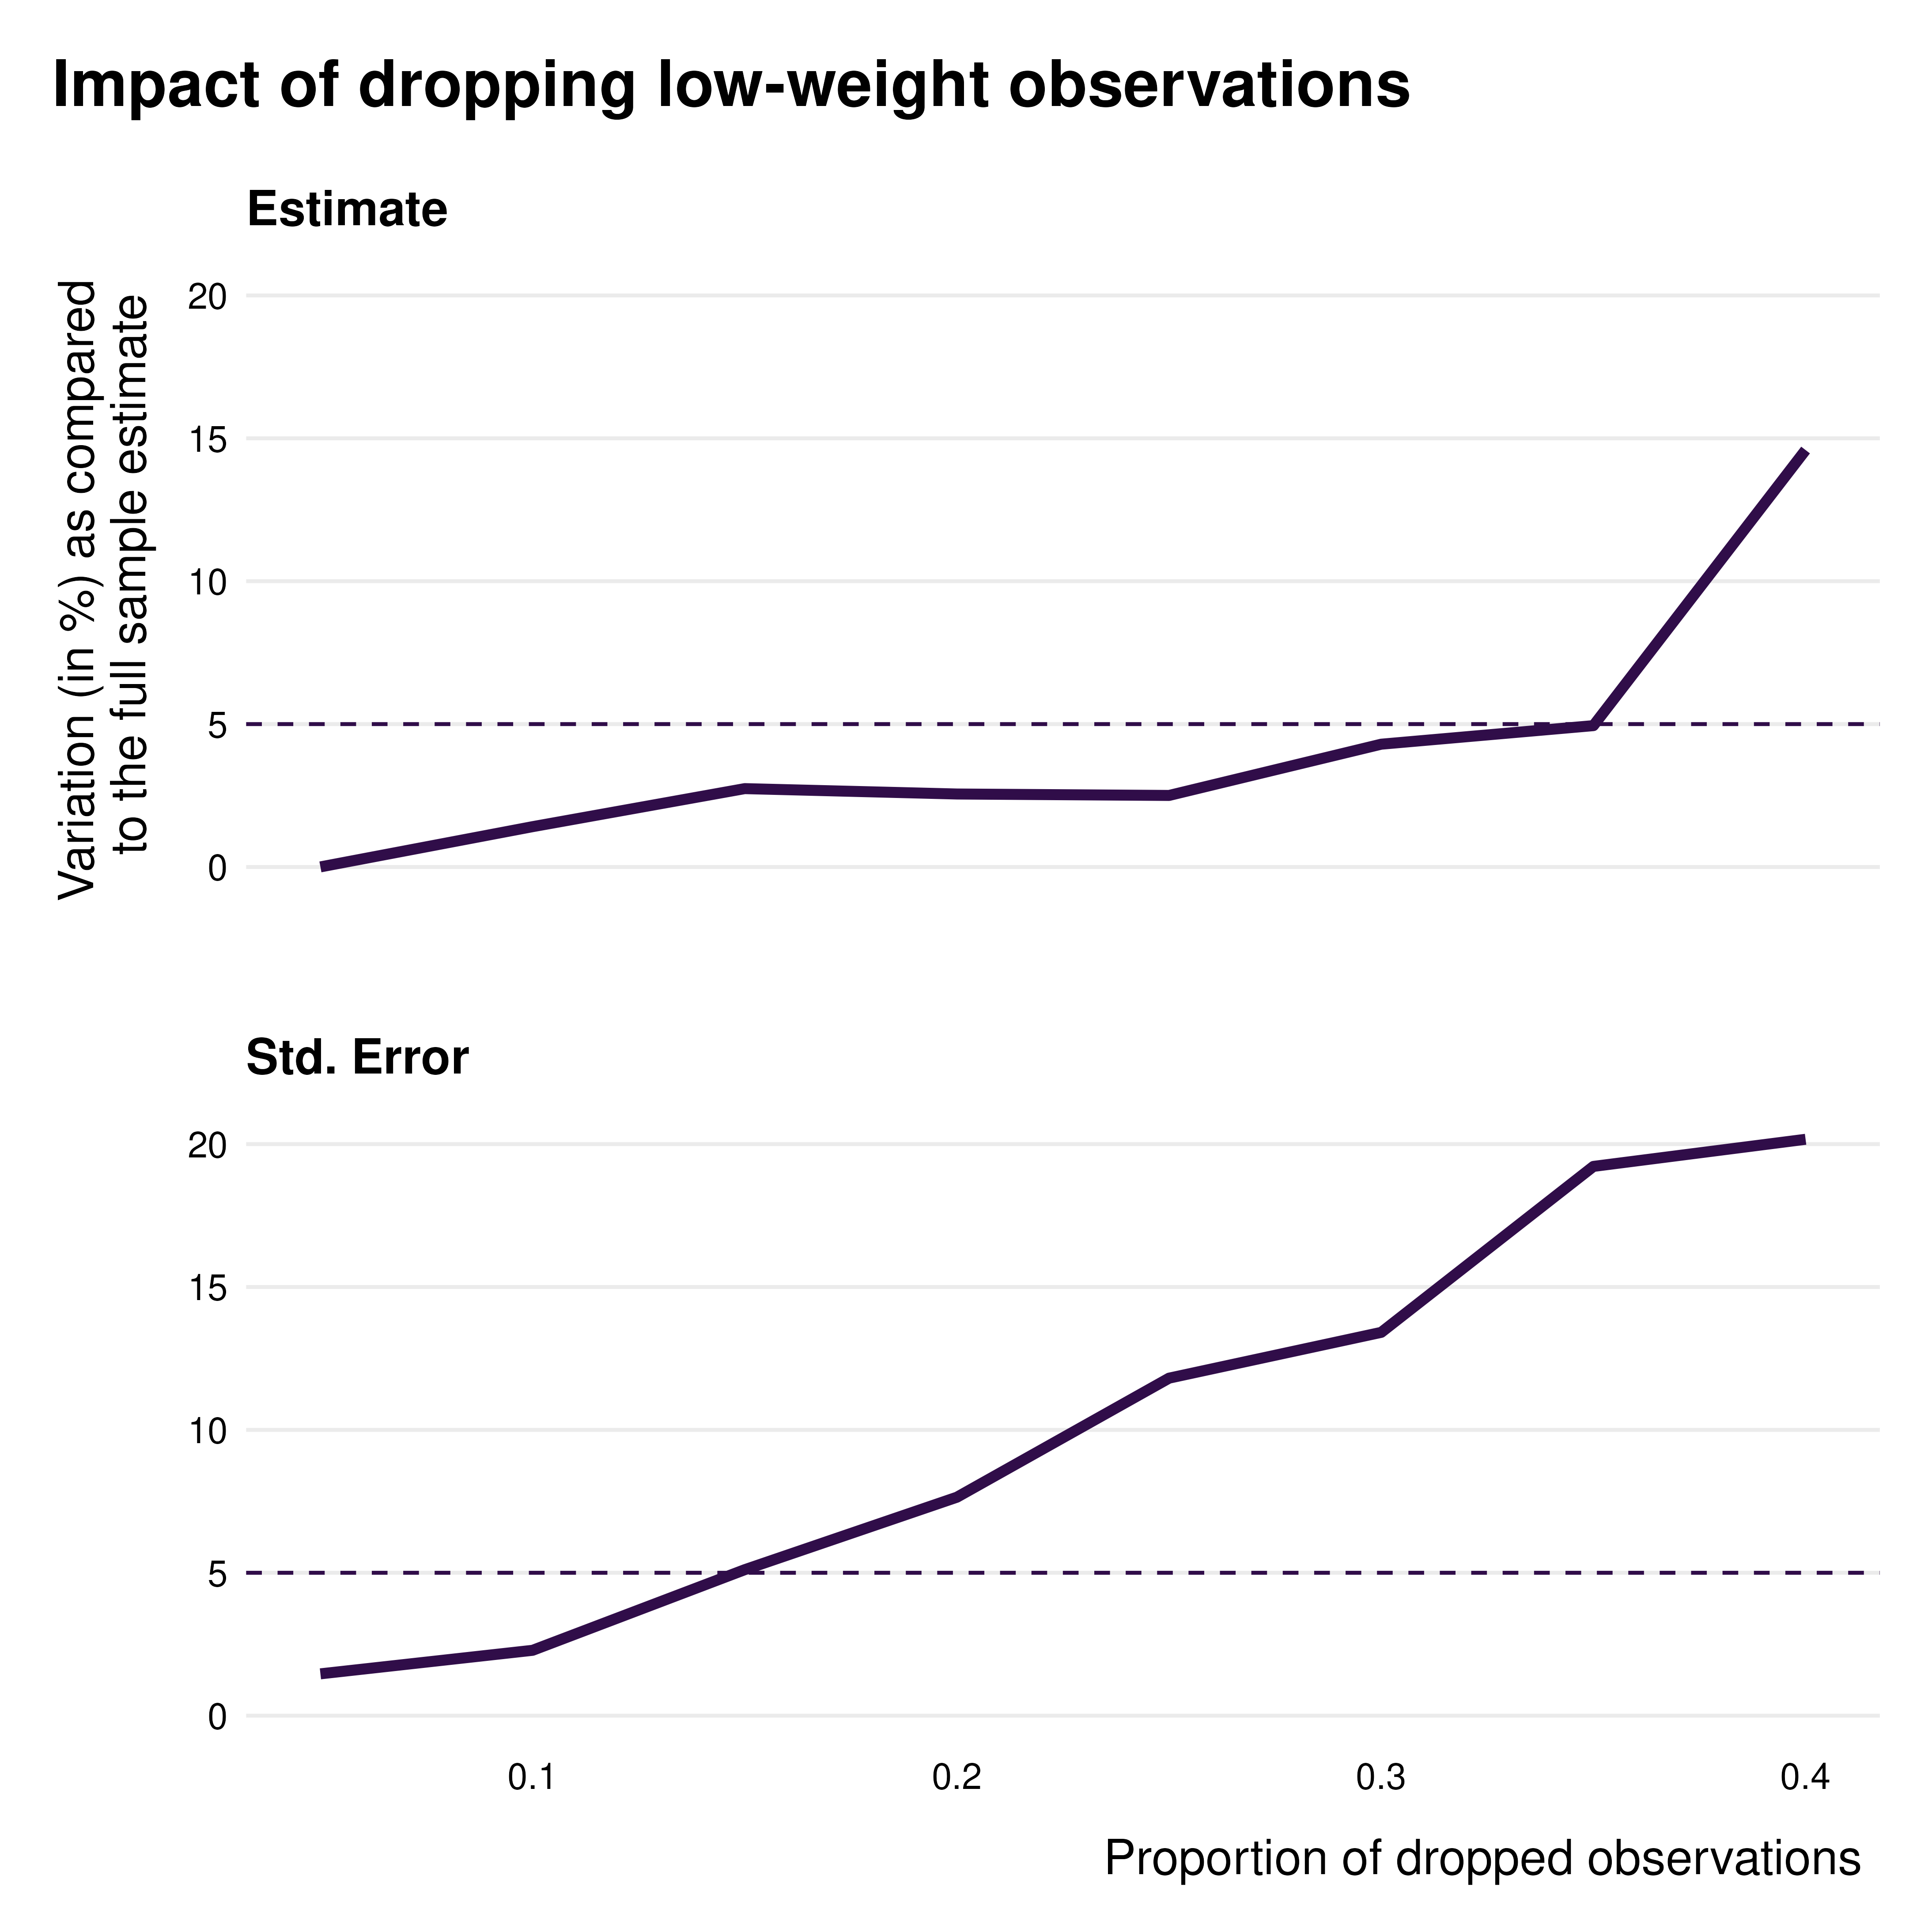 Impact of dropping low-weight observations
Estimate
Variation (in %) as compared
to the full sample estimate
20
15
10
5
0
Std. Error
20
15
10
5
0
0.1 0.2 0.3 0.4
Proportion of dropped observations